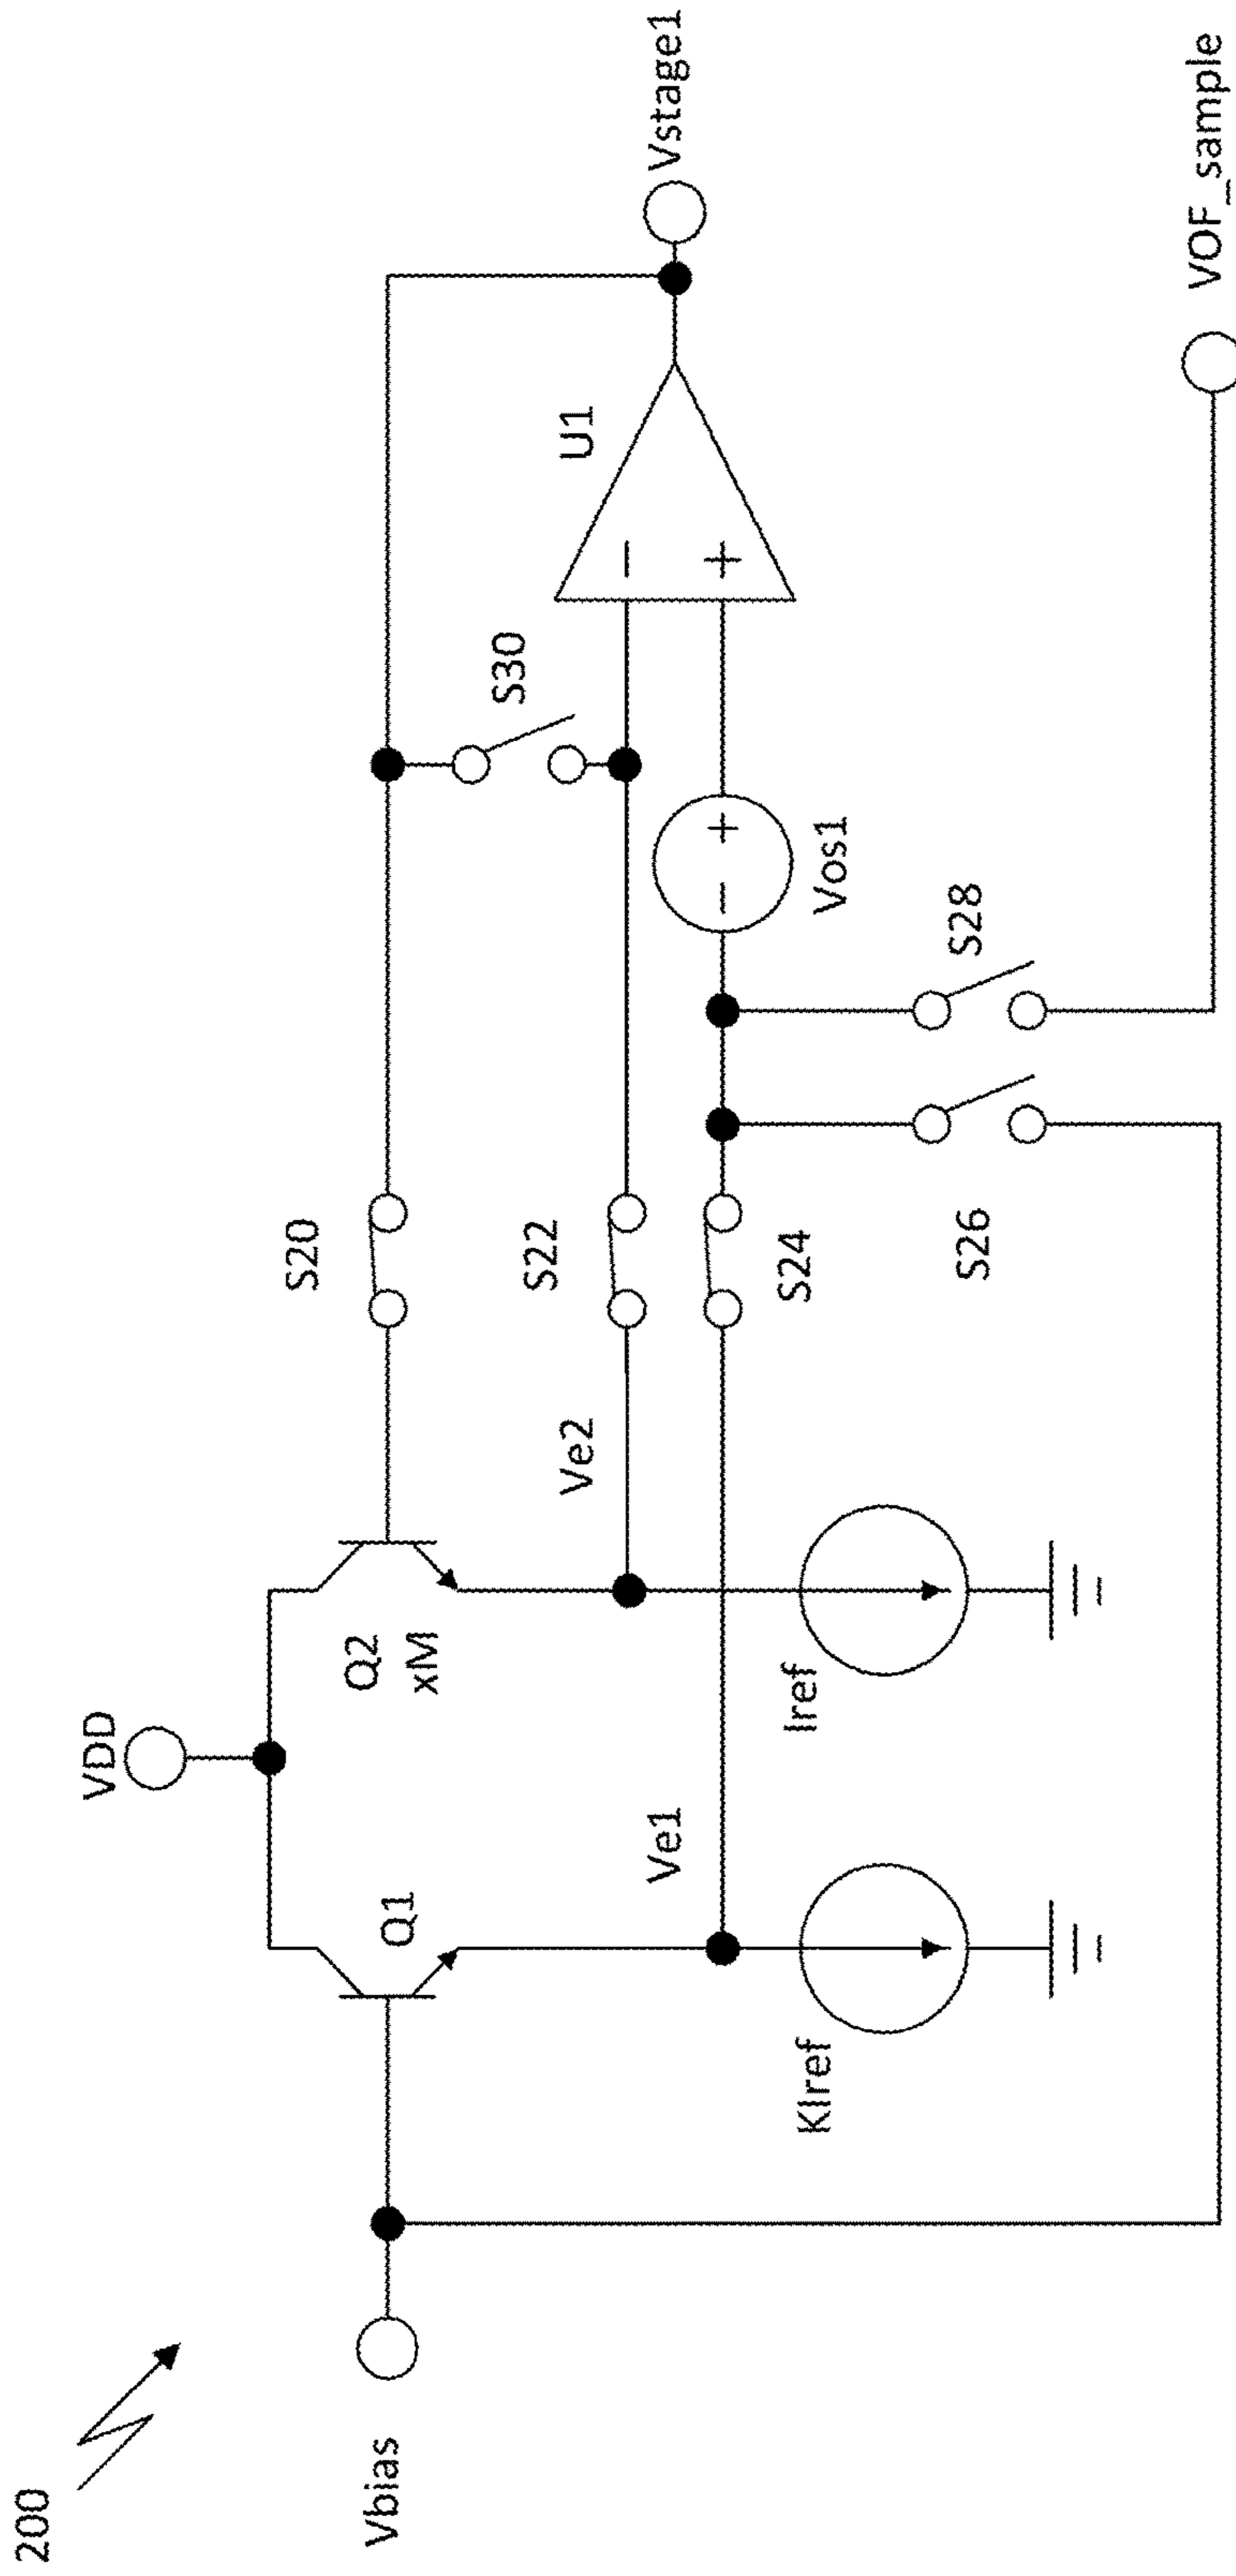 200
VDD
Vbias
Q1
Q2
xM
S20
S30
U1
Vstage1
Ve1
Ve2
S22
S24
Vos1
KIref
Iref
S26
S28
VOF_sample